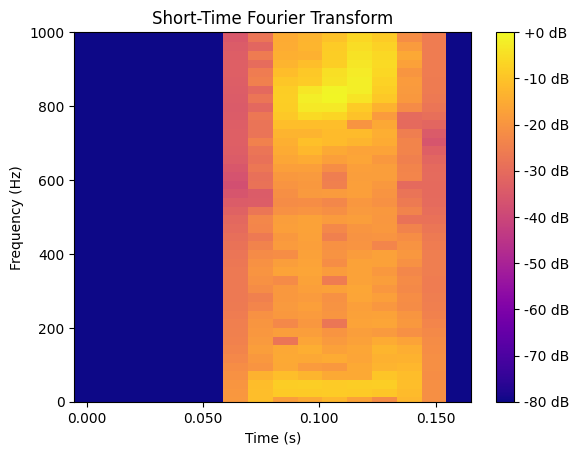 Short-Time Fourier Transform
1000
800
600
400
200
0
Frequency (Hz)
0.000
0.050
0.100
0.150
Time (s)
+0 dB
-10 dB
-20 dB
-30 dB
-40 dB
-50 dB
-60 dB
-70 dB
-80 dB